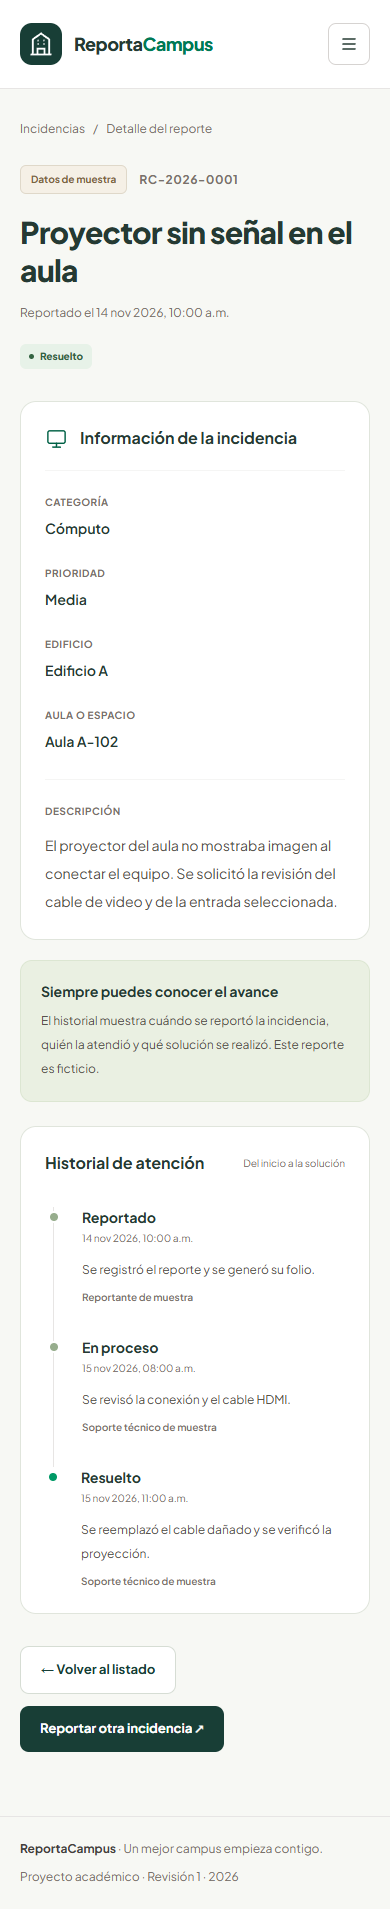 ReportaCampus
Incidencias / Detalle del reporte
Datos de muestra RC-2026-0001
Proyector sin señal en el
aula
Reportado el 14 nov 2026, 10:00 a.m.
Resuelto
Información de la incidencia
CATEGORÍA
Cómputo
PRIORIDAD
Media
EDIFICIO
Edificio A
AULA O ESPACIO
Aula A-102
DESCRIPCIÓN
El proyector del aula no mostraba imagen al
conectar el equipo. Se solicitó la revisión del
cable de video y de la entrada seleccionada.
Siempre puedes conocer el avance
El historial muestra cuándo se reportó la incidencia,
quién la atendió y qué solución se realizó. Este reporte
es ficticio.
Historial de atención Del inicio a la solución
Reportado
14 nov 2026, 10:00 a.m.
Se registró el reporte y se generó su folio.
Reportante de muestra
En proceso
15 nov 2026, 08:00 a.m.
Se revisó la conexión y el cable HDMI.
Soporte técnico de muestra
Resuelto
15 nov 2026, 11:00 a.m.
Se reemplazó el cable dañado y se verificó la
proyección.
Soporte técnico de muestra
← Volver al listado
Reportar otra incidencia ↗
ReportaCampus · Un mejor campus empieza contigo.
Proyecto académico · Revisión 1 · 2026